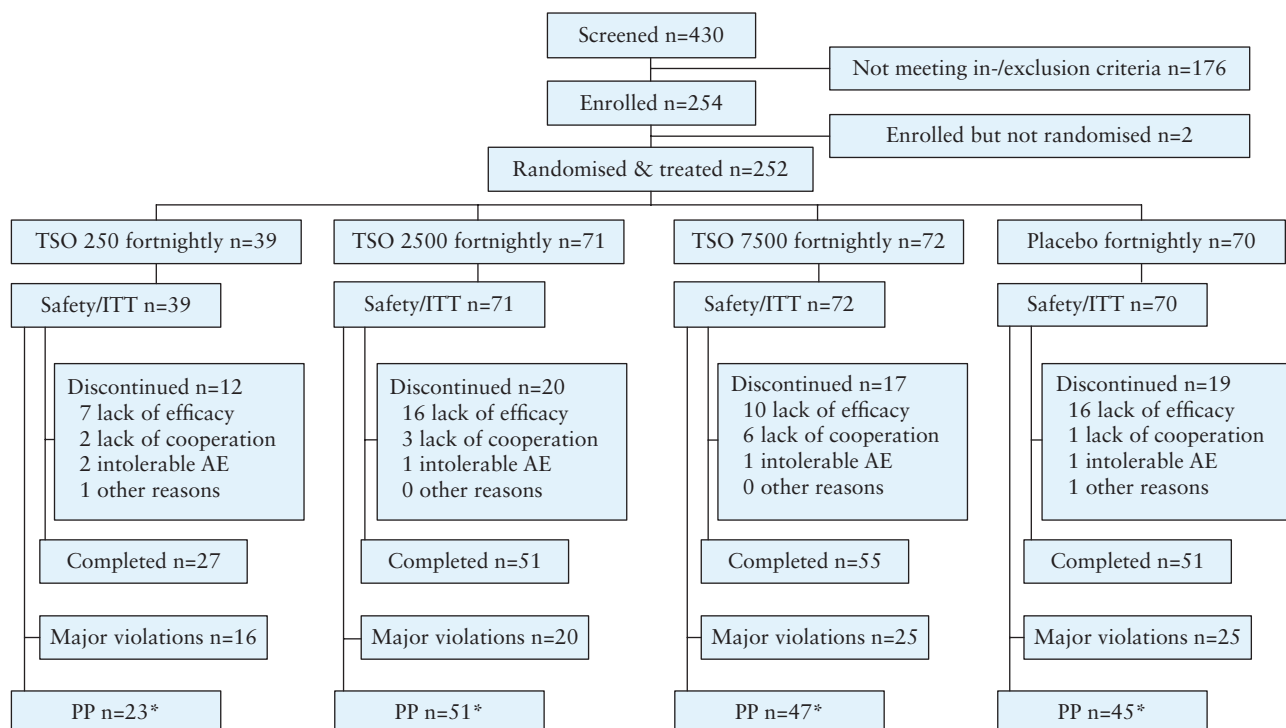 Screened n=430
Not meeting in-/exclusion criteria n=176
Enrolled n=254
Enrolled but not randomised n=2
Randomised & treated n=252
TSO 250 fortnightly n=39
TSO 2500 fortnightly n=71
TSO 7500 fortnightly n=72
Placebo fortnightly n=70
Safety/ITT n=39
Safety/ITT n=71
Safety/ITT n=72
Safety/ITT n=70
Discontinued n=12
7 lack of efficacy
2 lack of cooperation
2 intolerable AE
1 other reasons
Discontinued n=20
16 lack of efficacy
3 lack of cooperation
1 intolerable AE
0 other reasons
Discontinued n=17
10 lack of efficacy
6 lack of cooperation
1 intolerable AE
0 other reasons
Discontinued n=19
16 lack of efficacy
1 lack of cooperation
1 intolerable AE
1 other reasons
Completed n=27
Completed n=51
Completed n=55
Completed n=51
Major violations n=16
Major violations n=20
Major violations n=25
Major violations n=25
PP n=23*
PP n=51*
PP n=47*
PP n=45*